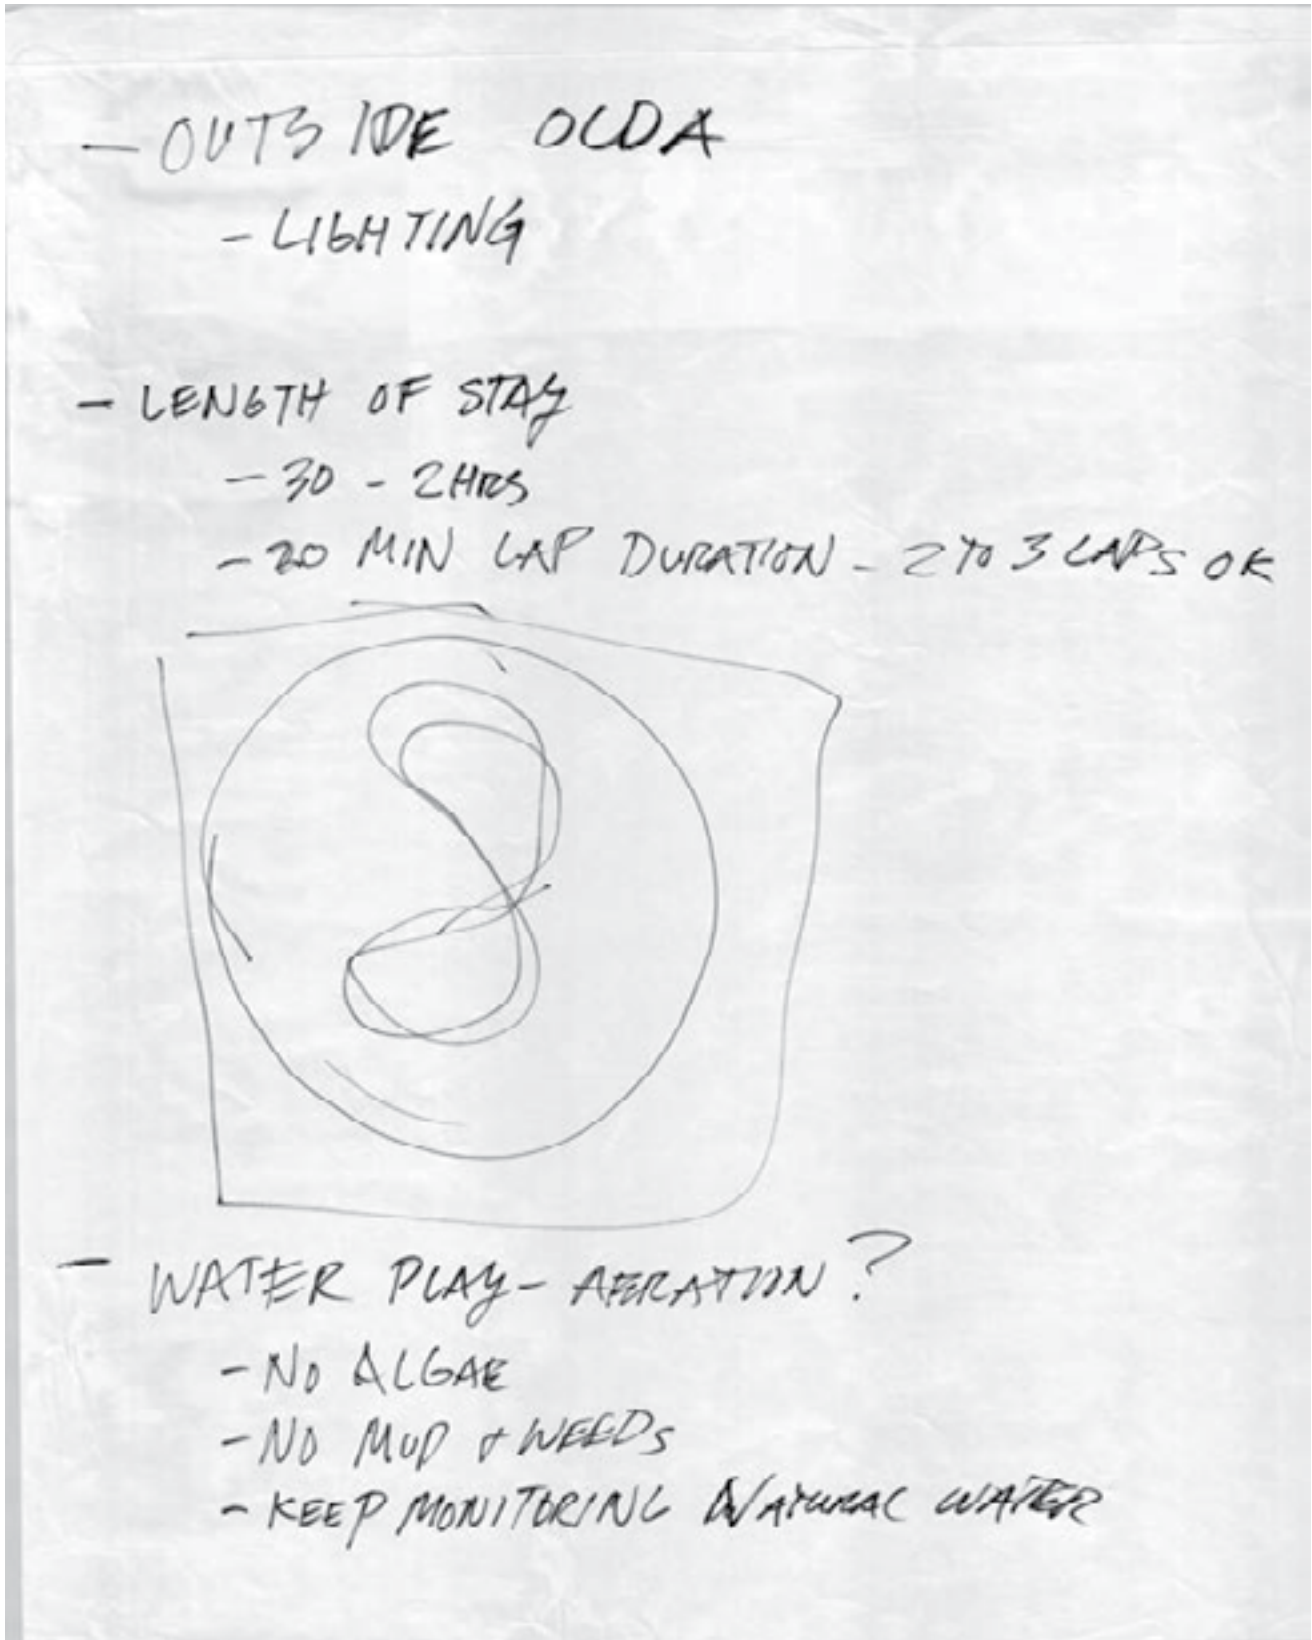 - OUTSIDE OLDA
- LIGHTING
- LENGTH OF STAY
- 30 - 2HRS
- 20 MIN LAP DURATION - 2 TO 3 LAPS OK
- WATER PLAY - AERATION?
- NO ALGAE
- NO MUD & WEEDS
- KEEP MONITORING NATURAL WATER